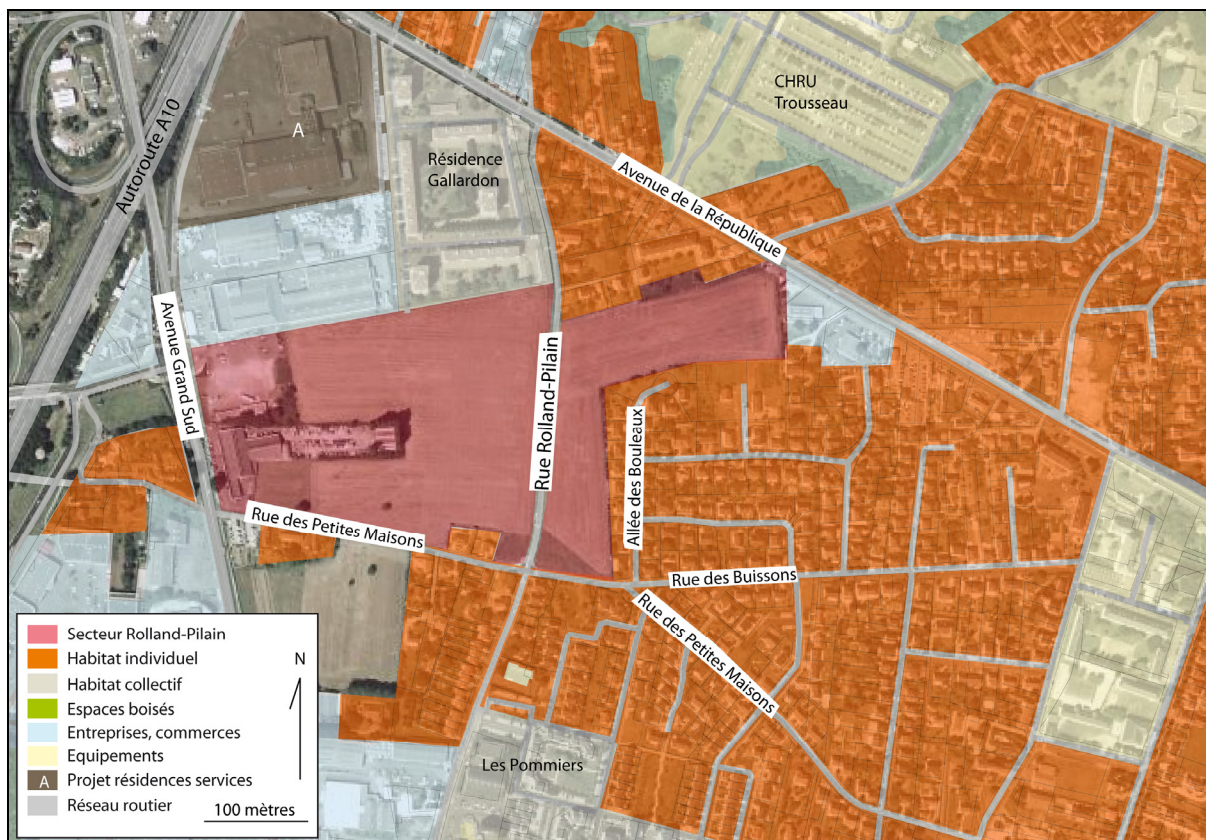 CHRU
Trousseau
A
Autoroute A10
Résidence
Gallardon
Avenue de la République
Avenue Grand Sud
Rue Rolland-Pilain
Allée des Bouleaux
Rue des Petites Maisons
Rue des Buissons
Rue des Petites Maisons
Les Pommiers
Secteur Rolland-Pilain
Habitat individuel
Habitat collectif
Espaces boisés
Entreprises, commerces
Equipements
A Projet résidences services
Réseau routier
N
100 mètres